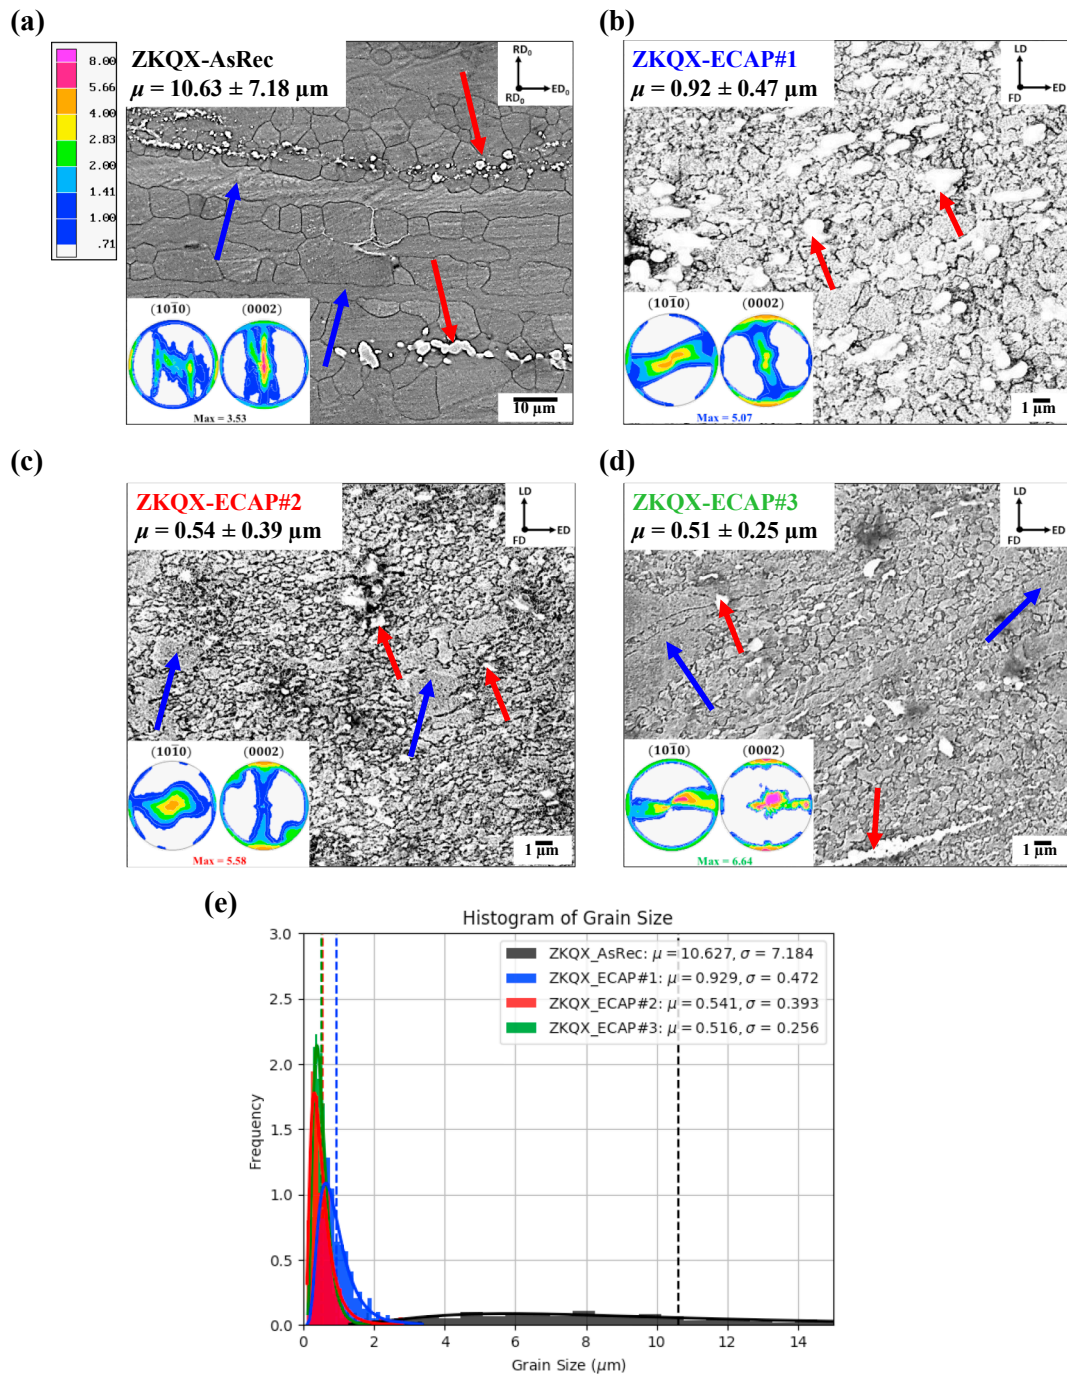 (a)
ZKQX-AsRec
μ = 10.63 ± 7.18 μm
8.00
5.66
4.00
2.83
2.00
1.41
1.00
.71
RD₀
ED₀
RD₀
(101̄0)
(0002)
Max = 3.53
10 μm
(b)
ZKQX-ECAP#1
μ = 0.92 ± 0.47 μm
LD
ED
FD
(101̄0)
(0002)
Max = 5.07
1 μm
(c)
ZKQX-ECAP#2
μ = 0.54 ± 0.39 μm
LD
ED
FD
(101̄0)
(0002)
Max = 5.58
1 μm
(d)
ZKQX-ECAP#3
μ = 0.51 ± 0.25 μm
LD
ED
FD
(101̄0)
(0002)
Max = 6.64
1 μm
(e)
Histogram of Grain Size
ZKQX_AsRec: μ = 10.627, σ = 7.184
ZKQX_ECAP#1: μ = 0.929, σ = 0.472
ZKQX_ECAP#2: μ = 0.541, σ = 0.393
ZKQX_ECAP#3: μ = 0.516, σ = 0.256
Frequency
3.0
2.5
2.0
1.5
1.0
0.5
0.0
0
2
4
6
8
10
12
14
Grain Size (μm)